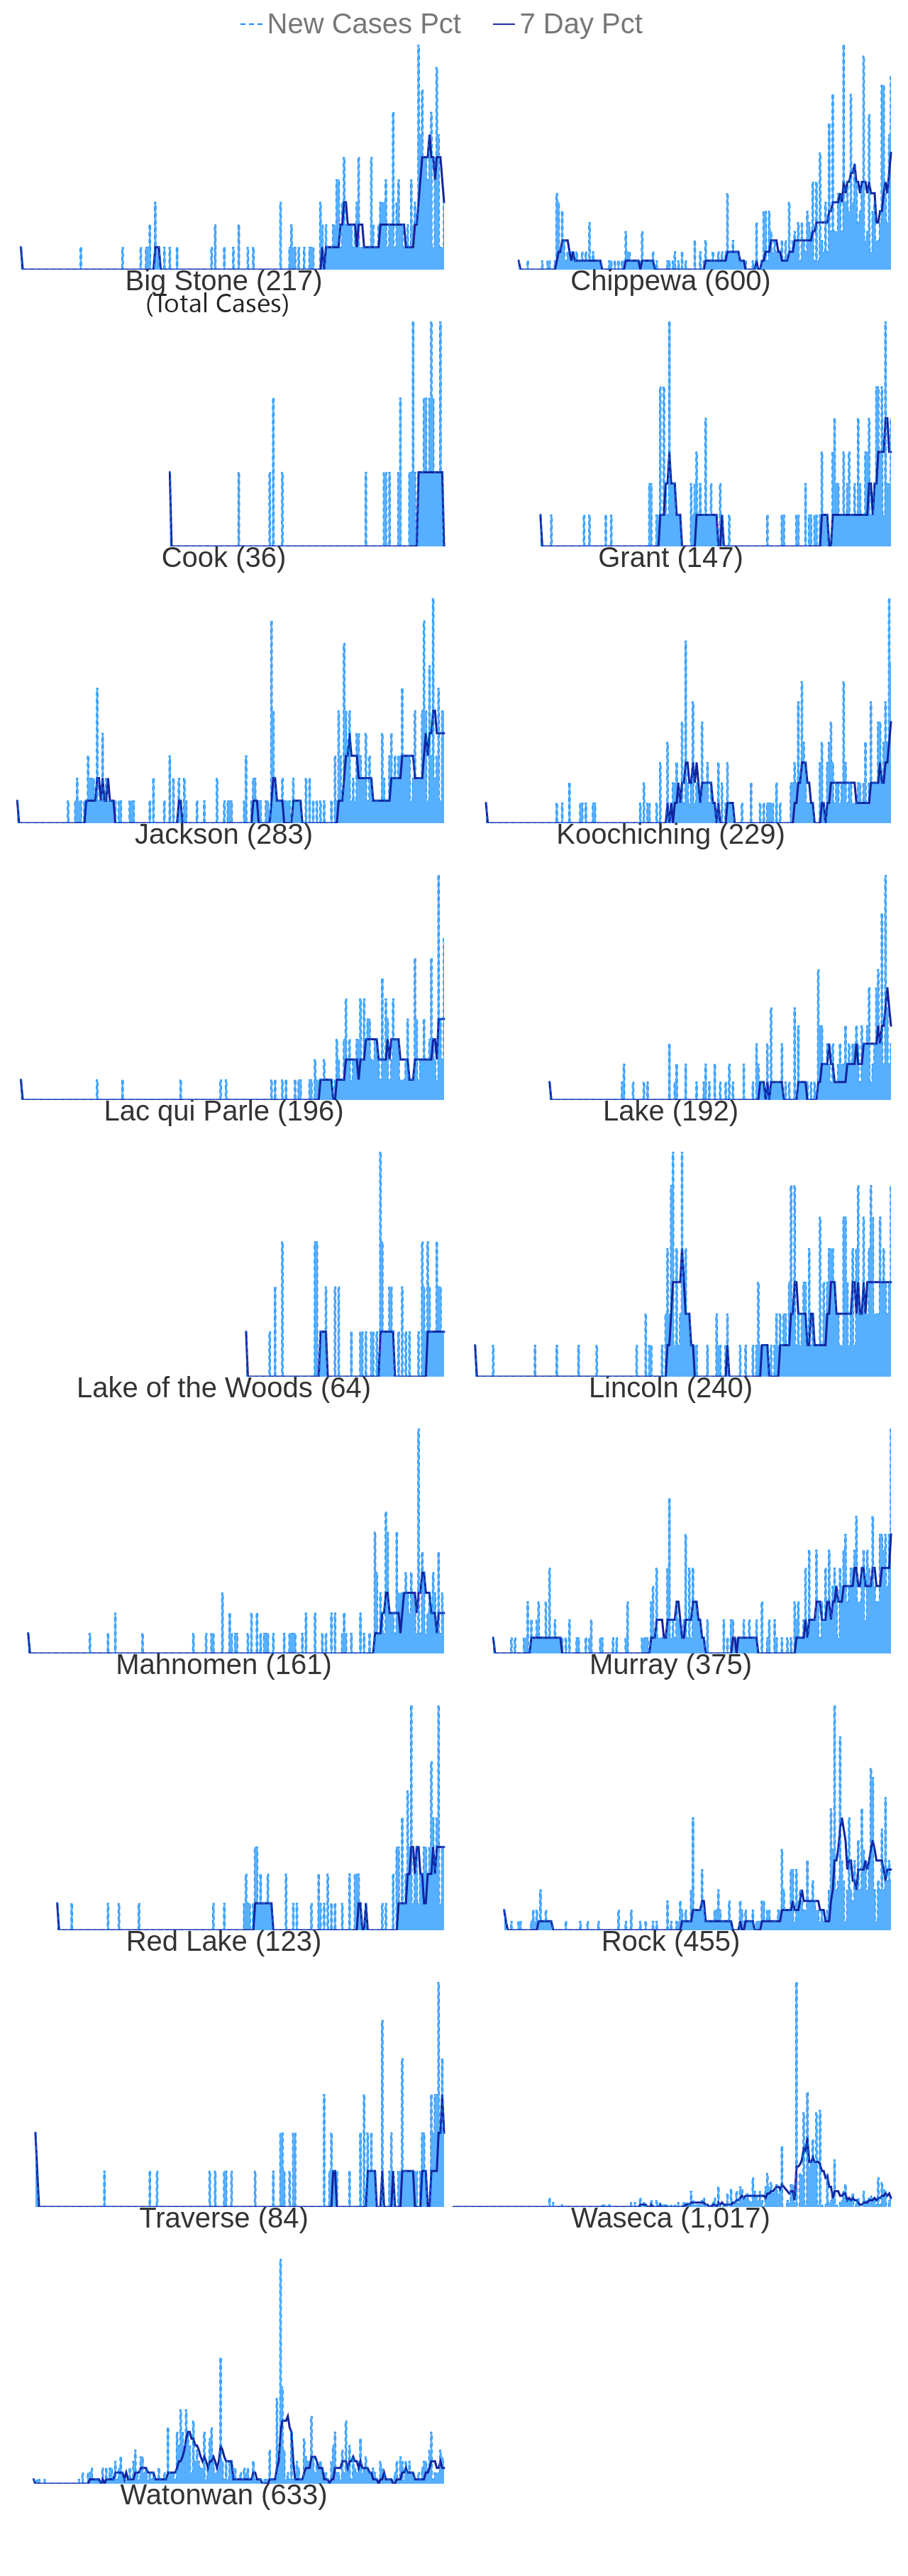 New Cases Pct 7 Day Pct
Big Stone (217) Chippewa (600)
(Total Cases)
Cook (36) Grant (147)
Jackson (283) Koochiching (229)
Lac qui Parle (196) Lake (192)
Lake of the Woods (64) Lincoln (240)
Mahnomen (161) Murray (375)
Red Lake (123) Rock (455)
Traverse (84) Waseca (1,017)
Watonwan (633)